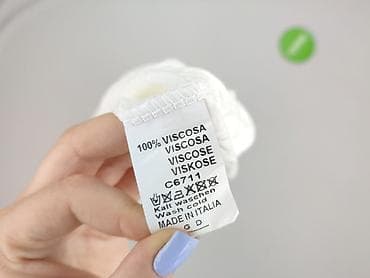 100% VISCOSA
VISCOSA
VISCOSE
VISKOSE
C6711
Kalt waschen
Wash cold
MADE IN ITALIA
G D